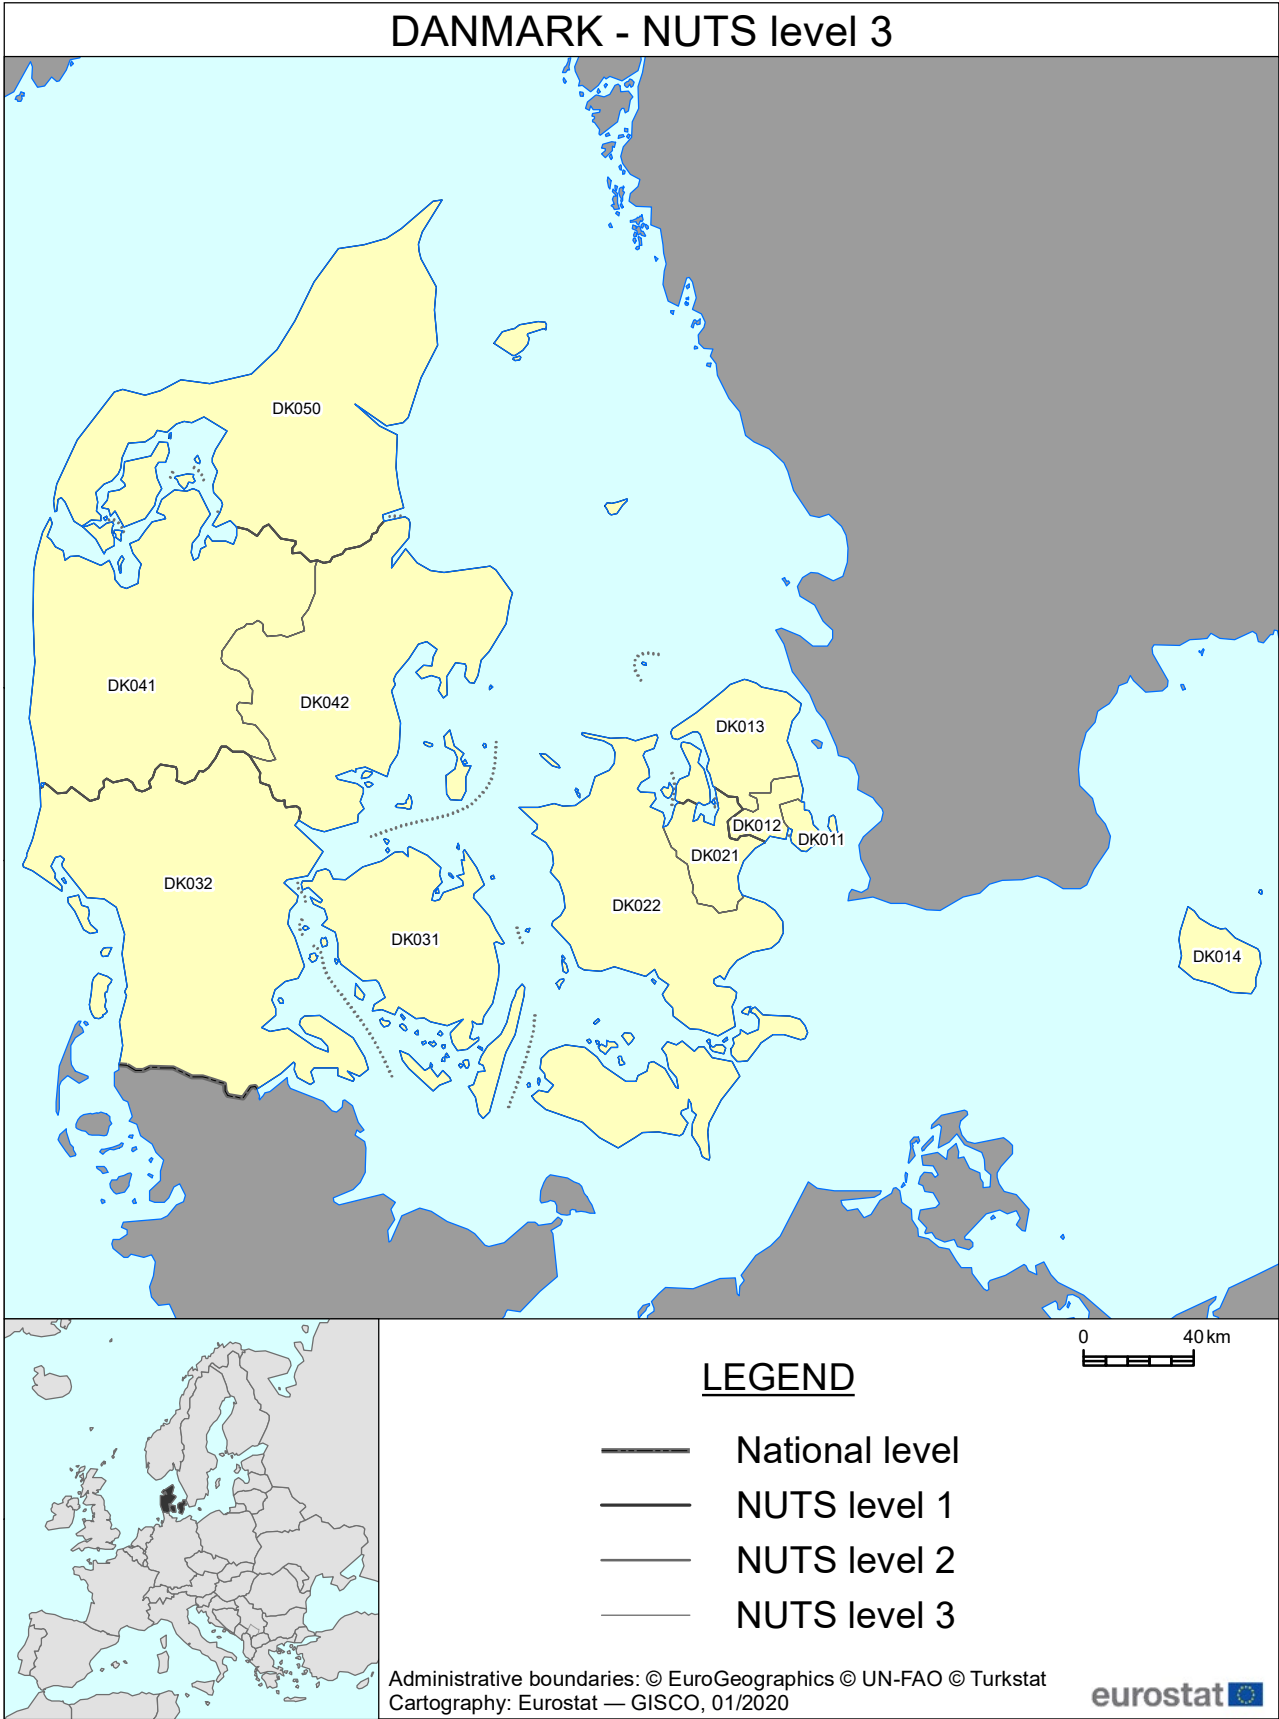 DANMARK - NUTS level 3
DK050
DK041
DK042
DK013
DK012
DK011
DK021
DK032
DK022
DK031
DK014
0 40 km
LEGEND
National level
NUTS level 1
NUTS level 2
NUTS level 3
Administrative boundaries: © EuroGeographics © UN-FAO © Turkstat
Cartography: Eurostat — GISCO, 01/2020
eurostat